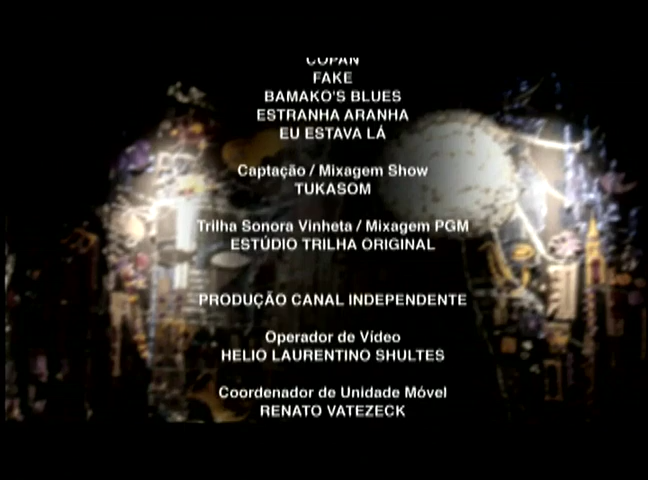 COPAN
FAKE
BAMAKO'S BLUES
ESTRANHA ARANHA
EU ESTAVA LÁ
Captação / Mixagem Show
TUKASOM
Trilha Sonora Vinheta / Mixagem PGM
ESTÚDIO TRILHA ORIGINAL
PRODUÇÃO CANAL INDEPENDENTE
Operador de Vídeo
HELIO LAURENTINO SHULTES
Coordenador de Unidade Móvel
RENATO VATEZECK